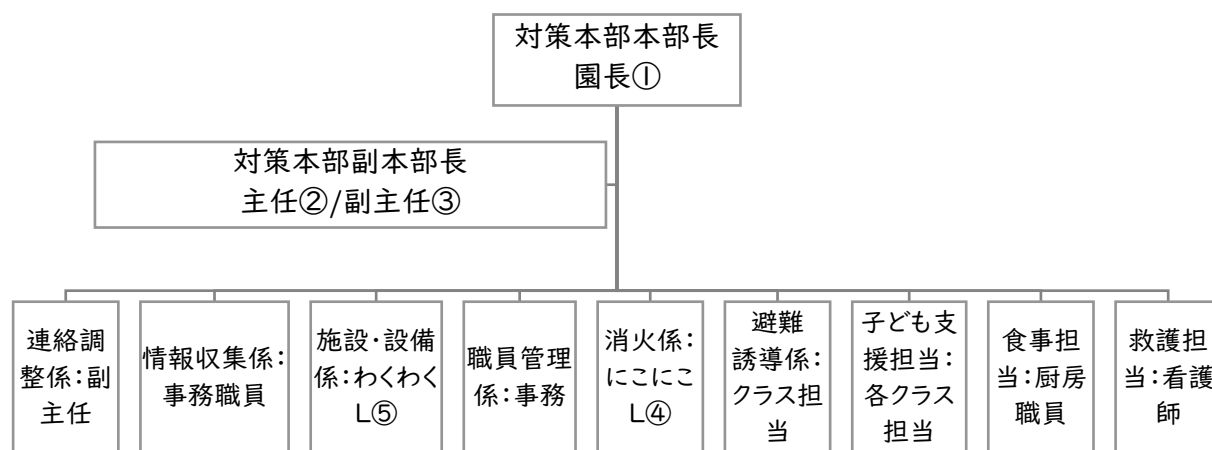 対策本部本部長
園長①
対策本部副本部長
主任②/副主任③
連絡調
整係:副
主任
情報収集係:
事務職員
施設・設備
係:わくわく
L⑤
職員管理
係:事務
消火係:
にこにこ
L④
避難
誘導係:
クラス担
当
子ども支
援担当:
各クラス
担当
食事担
当:厨房
職員
救護担
当:看護
師